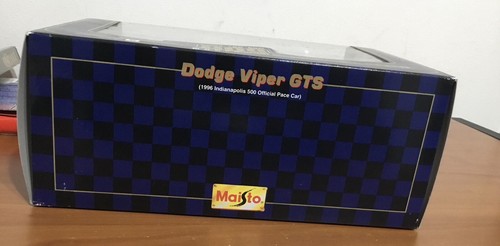 Dodge Viper GTS
(1996 Indianapolis 500 Official Pace Car)
Maisto